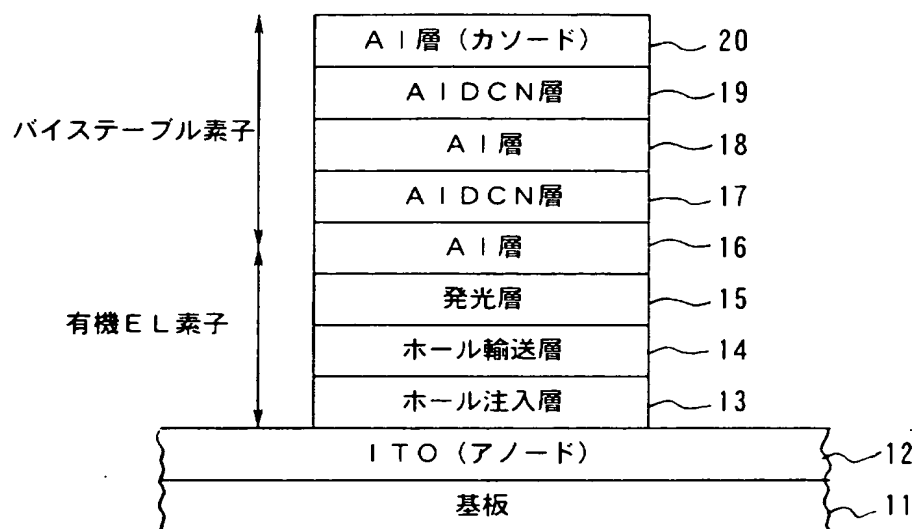 Al層（カソード） 20
AlDCN層 19
バイステーブル素子
Al層 18
AlDCN層 17
Al層 16
発光層 15
有機EL素子
ホール輸送層 14
ホール注入層 13
ITO（アノード） 12
基板 11